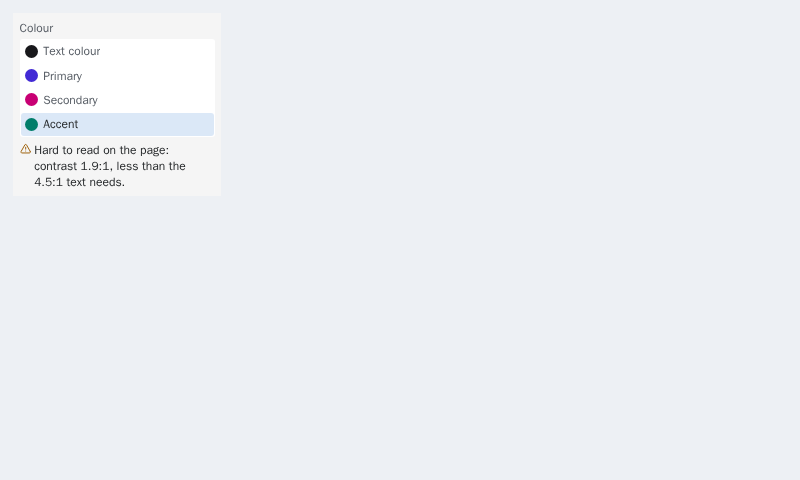 Colour
Text colour
Primary
Secondary
Accent
Hard to read on the page:
contrast 1.9:1, less than the
4.5:1 text needs.